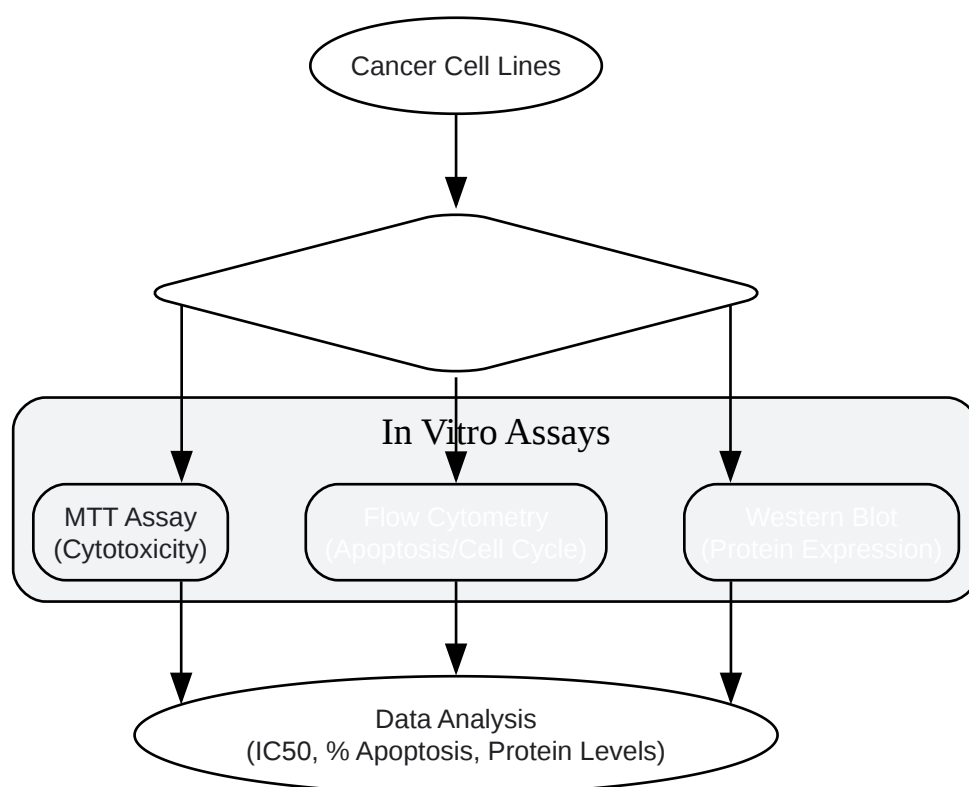 Cancer Cell Lines
In Vitro Assays
MTT Assay
(Cytotoxicity)
Flow Cytometry
(Apoptosis/Cell Cycle)
Western Blot
(Protein Expression)
Data Analysis
(IC50, % Apoptosis, Protein Levels)